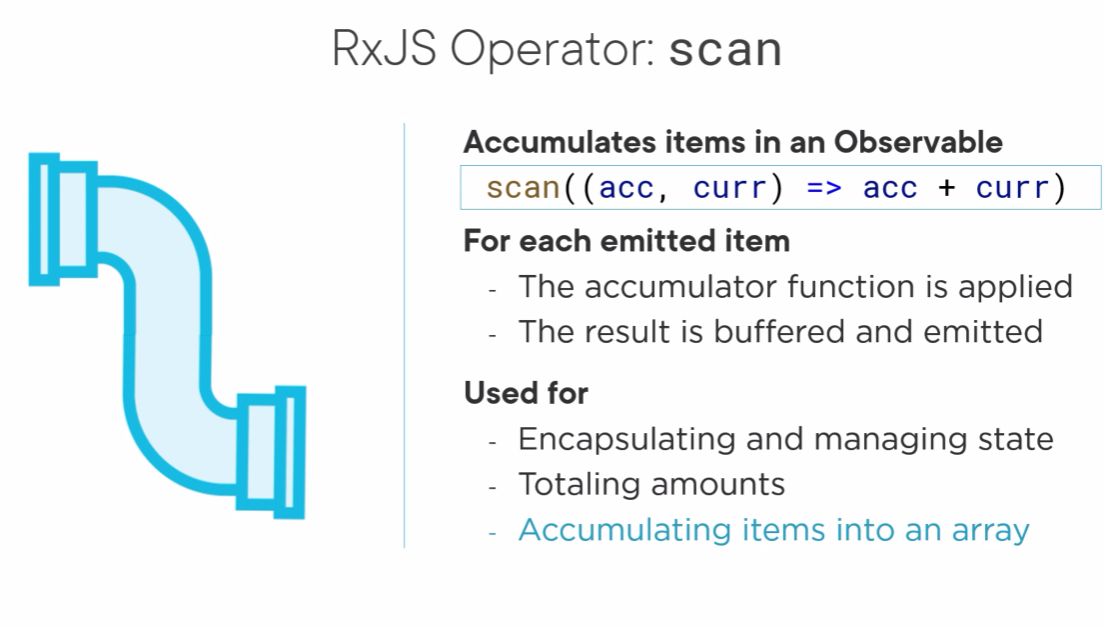 RxJS Operator: scan
Accumulates items in an Observable
scan((acc, curr) => acc + curr)
For each emitted item
- The accumulator function is applied
- The result is buffered and emitted
Used for
- Encapsulating and managing state
- Totaling amounts
- Accumulating items into an array